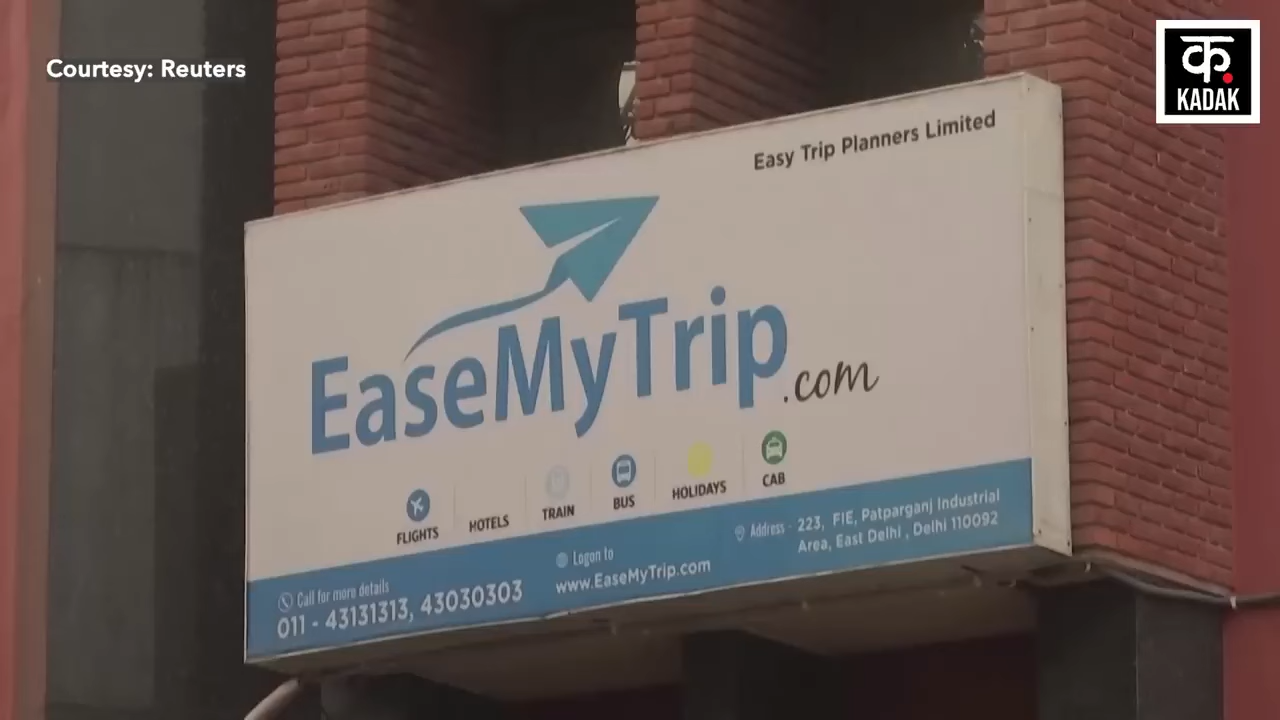 Courtesy: Reuters
क.
KADAK
Easy Trip Planners Limited
EaseMyTrip.com
FLIGHTS
HOTELS
TRAIN
BUS
HOLIDAYS
CAB
Call for more details
011 - 43131313, 43030303
Logon to
www.EaseMyTrip.com
Address - 223, FIE, Patparganj Industrial
Area, East Delhi, Delhi 110092